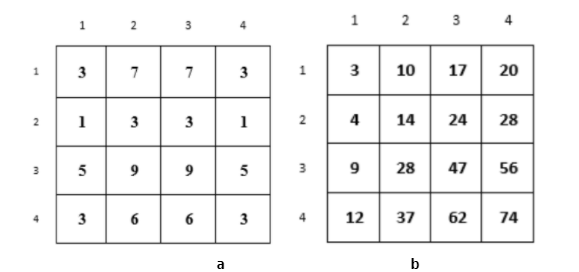 1 2 3 4
1 3 7 7 3
2 1 3 3 1
3 5 9 9 5
4 3 6 6 3
a
1 2 3 4
1 3 10 17 20
2 4 14 24 28
3 9 28 47 56
4 12 37 62 74
b